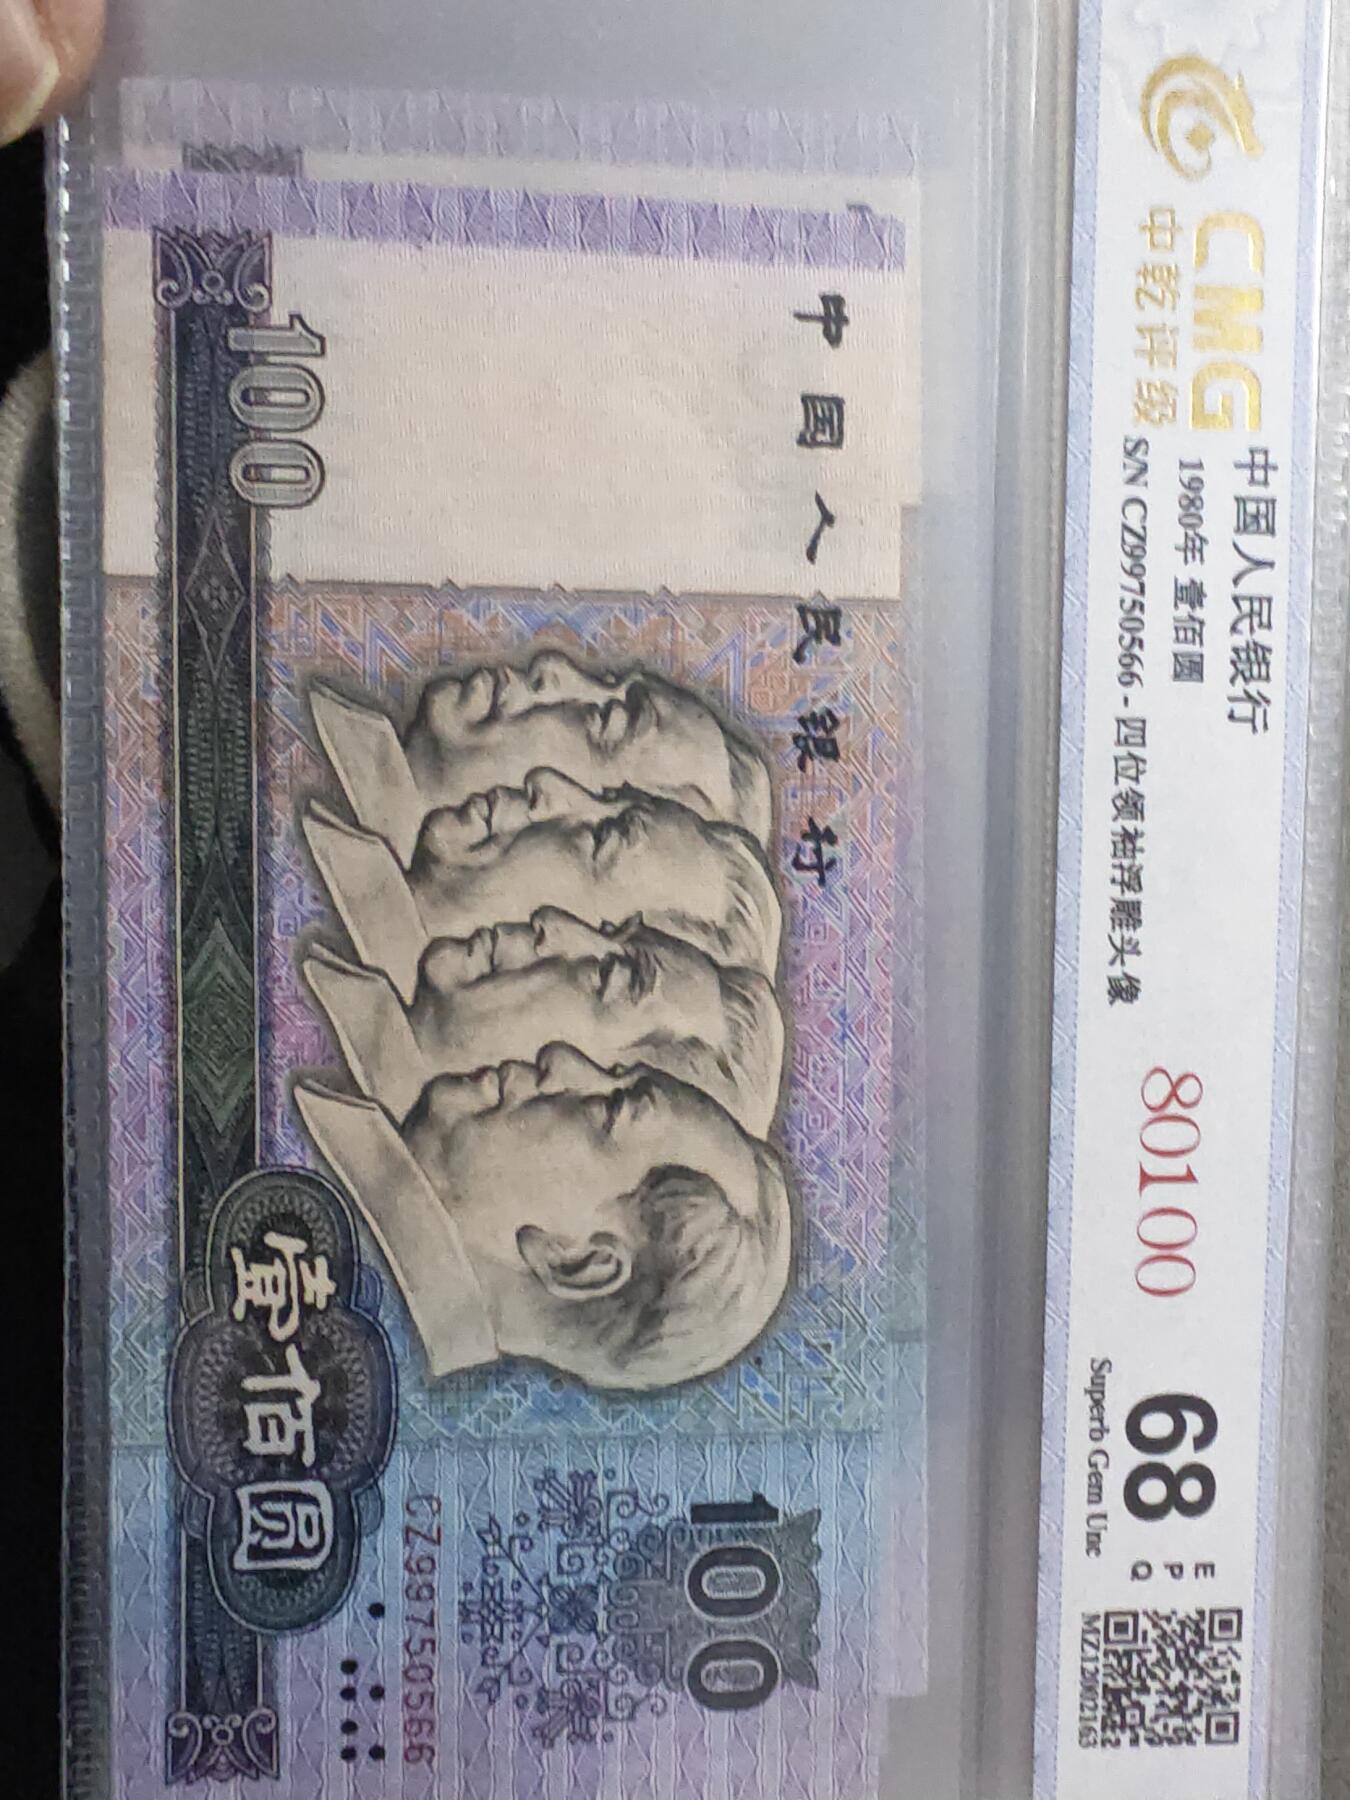 CMG
中乾评级
中国人民银行
1980年 壹佰圆
S/N CZ99750566 - 四位领袖浮雕头像
80100
68
EPQ
Superb Gem Unc
MZ12002163
中国人民银行
100
100
CZ99750566
壹佰圆